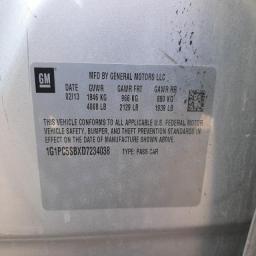 GM
MFD BY GENERAL MOTORS LLC
DATE GVWR GAWR FRT GAWR RR
02/13 1846 KG 966 KG 880 KG
4068 LB 2129 LB 1939 LB
THIS VEHICLE CONFORMS TO ALL APPLICABLE U.S. FEDERAL MOTOR
VEHICLE SAFETY, BUMPER, AND THEFT PREVENTION STANDARDS
IN EFFECT ON THE DATE OF MANUFACTURE SHOWN ABOVE.
1G1PC5SBXD7234038 TYPE: PASS CAR